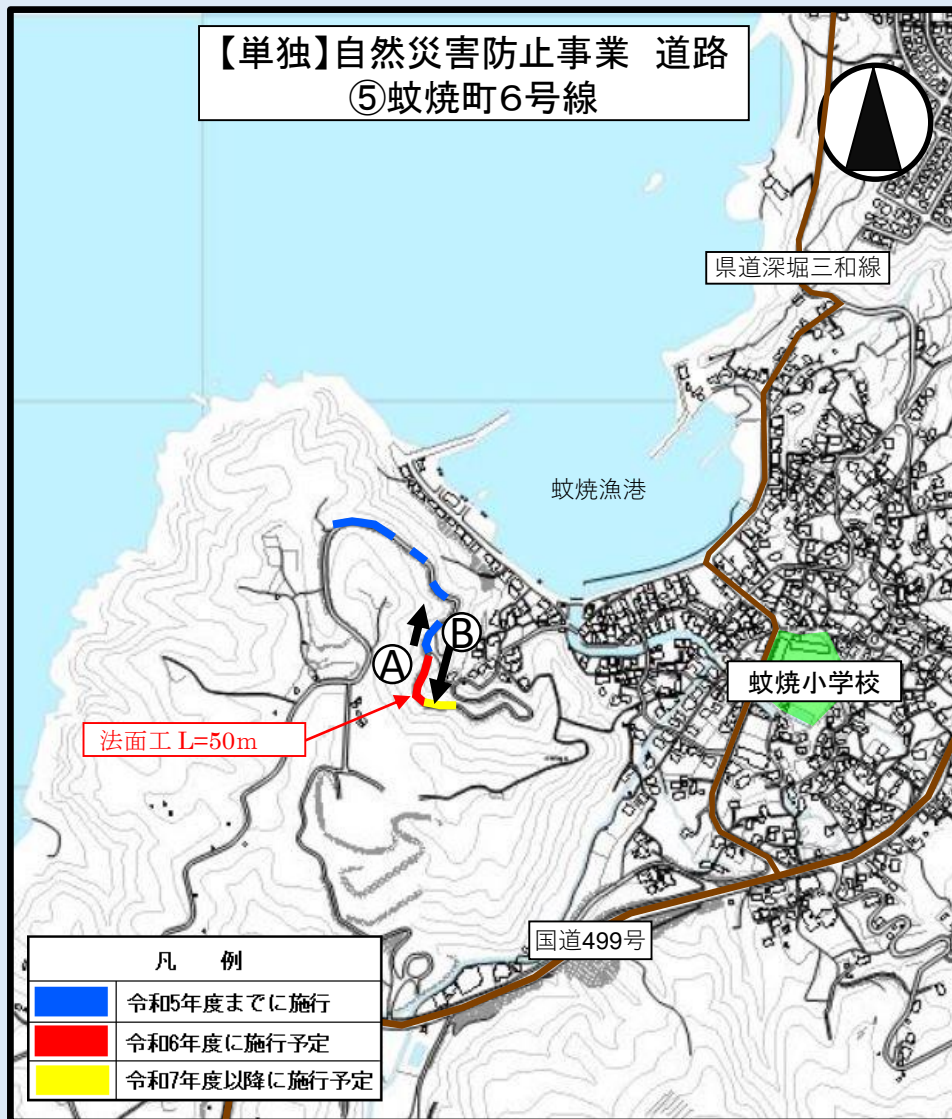 【単独】自然災害防止事業 道路
⑤蚊焼町6号線
県道深堀三和線
蚊焼漁港
Ⓐ
Ⓑ
蚊焼小学校
法面工 L=50m
国道499号
凡 例
令和5年度までに施行
令和6年度に施行予定
令和7年度以降に施行予定